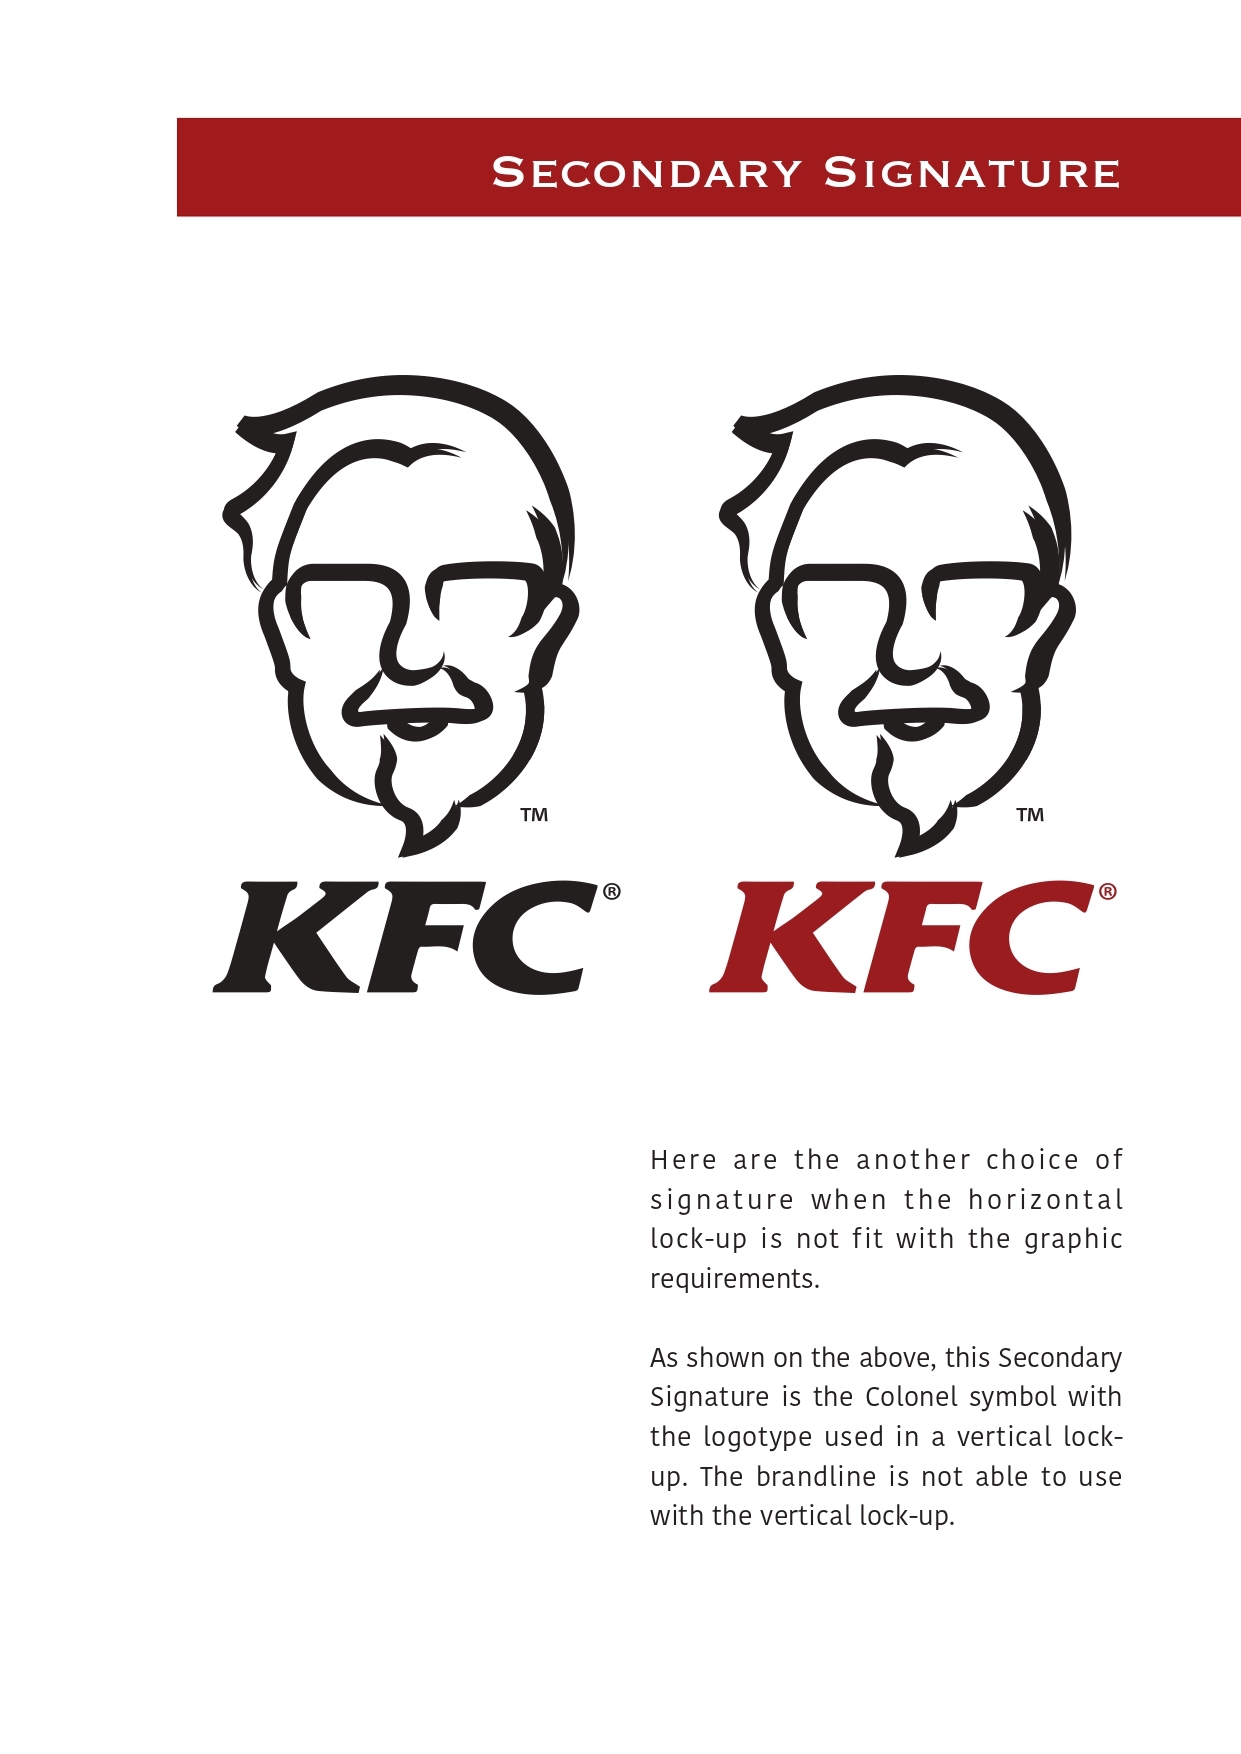 SECONDARY SIGNATURE
TM
TM
KFC®
KFC®
Here are the another choice of
signature when the horizontal
lock-up is not fit with the graphic
requirements.
As shown on the above, this Secondary
Signature is the Colonel symbol with
the logotype used in a vertical lock-
up. The brandline is not able to use
with the vertical lock-up.